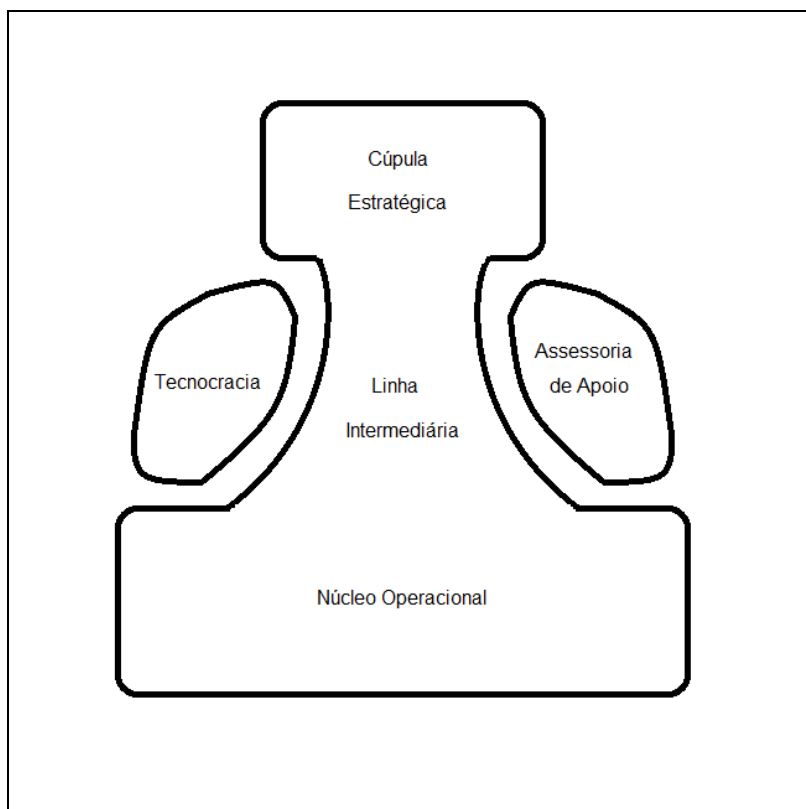 Cúpula
Estratégica
Tecnocracia
Linha
Intermediária
Assessoria
de Apoio
Núcleo Operacional